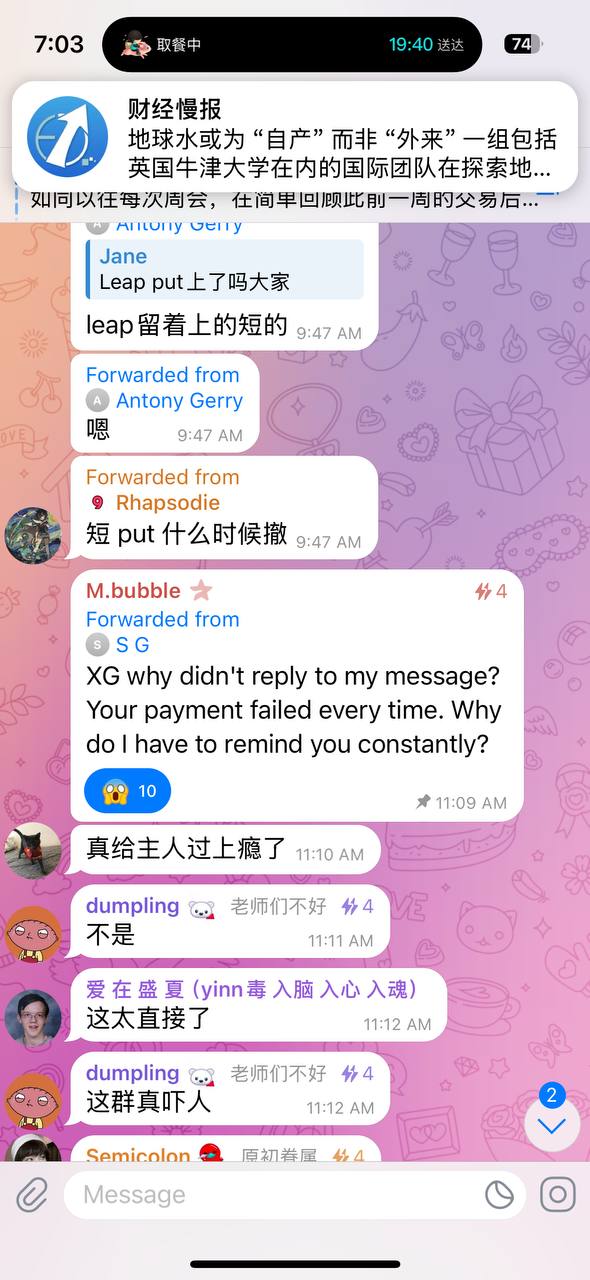 7:03
取餐中
19:40 送达
74
财经慢报
地球水或为 “自产” 而非 “外来” 一组包括
英国牛津大学在内的国际团队在探索地...
如同以往每次周会，在简单回顾此前一周的交易后...
A Antony Gerry
Jane
Leap put上了吗大家
leap留着上的短的 9:47 AM
Forwarded from
A Antony Gerry
嗯 9:47 AM
Forwarded from
Rhapsodie
短 put 什么时候撤 9:47 AM
M.bubble 4
Forwarded from
S S G
XG why didn't reply to my message?
Your payment failed every time. Why
do I have to remind you constantly?
10
11:09 AM
真给主人过上瘾了 11:10 AM
dumpling 老师们不好 4
不是 11:11 AM
爱 在 盛 夏（yinn毒 入脑 入心 入魂）
这太直接了 11:12 AM
dumpling 老师们不好 4
这群真吓人 11:12 AM
2
Semicolon 原初眷属 4
Message